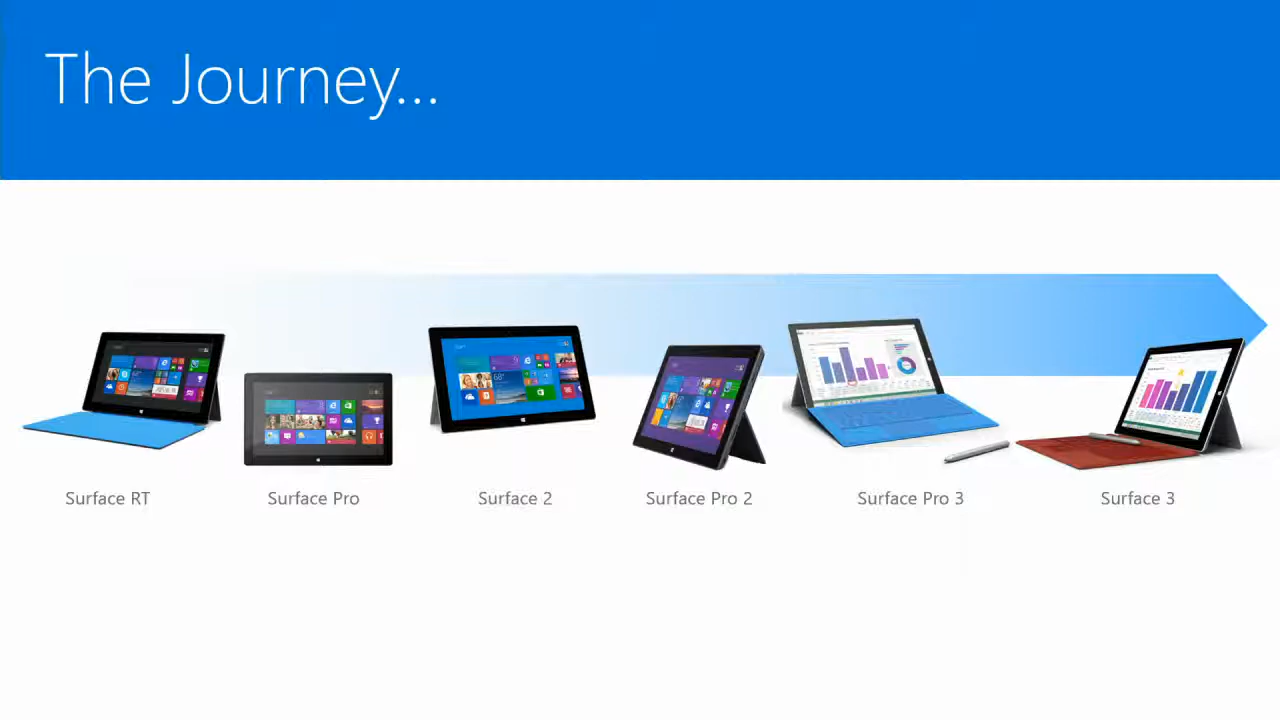 The Journey...
Surface RT
Surface Pro
Surface 2
Surface Pro 2
Surface Pro 3
Surface 3